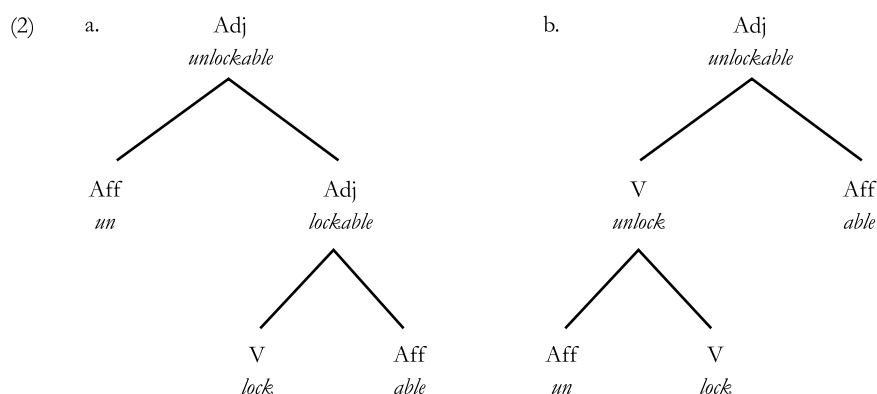 (2) a. Adj b. Adj
unlockable unlockable
Aff Adj V Aff
un lockable unlock able
V Aff Aff V
lock able un lock